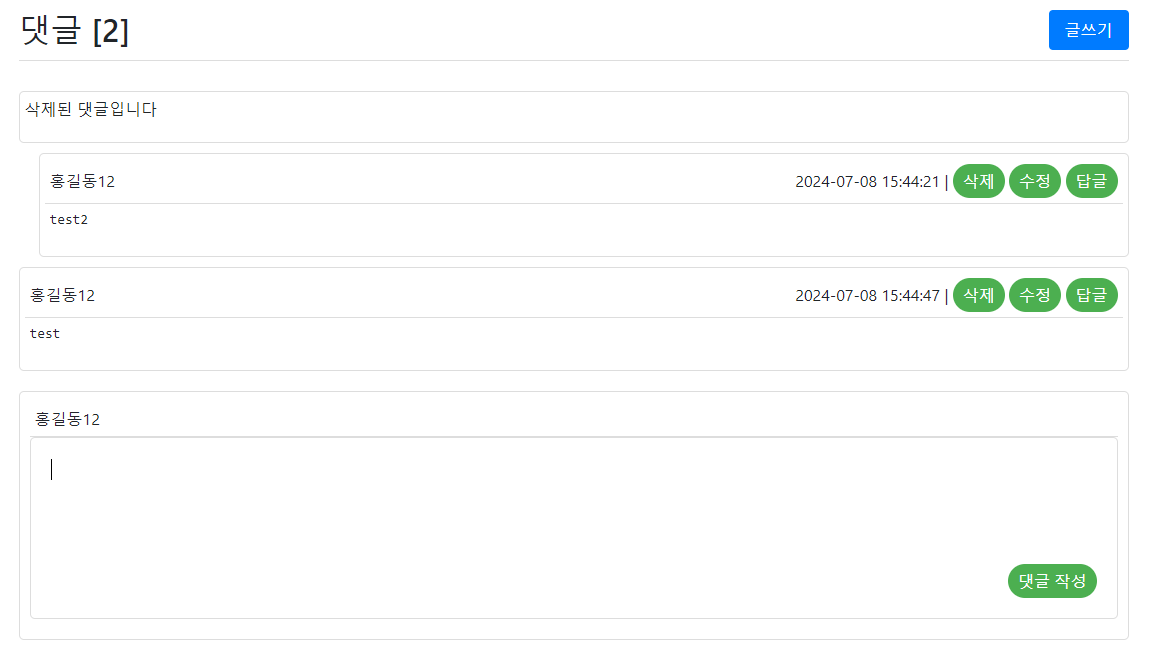 댓글 [2] 글쓰기
삭제된 댓글입니다
홍길동12 2024-07-08 15:44:21 | 삭제 수정 답글
test2
홍길동12 2024-07-08 15:44:47 | 삭제 수정 답글
test
홍길동12
댓글 작성